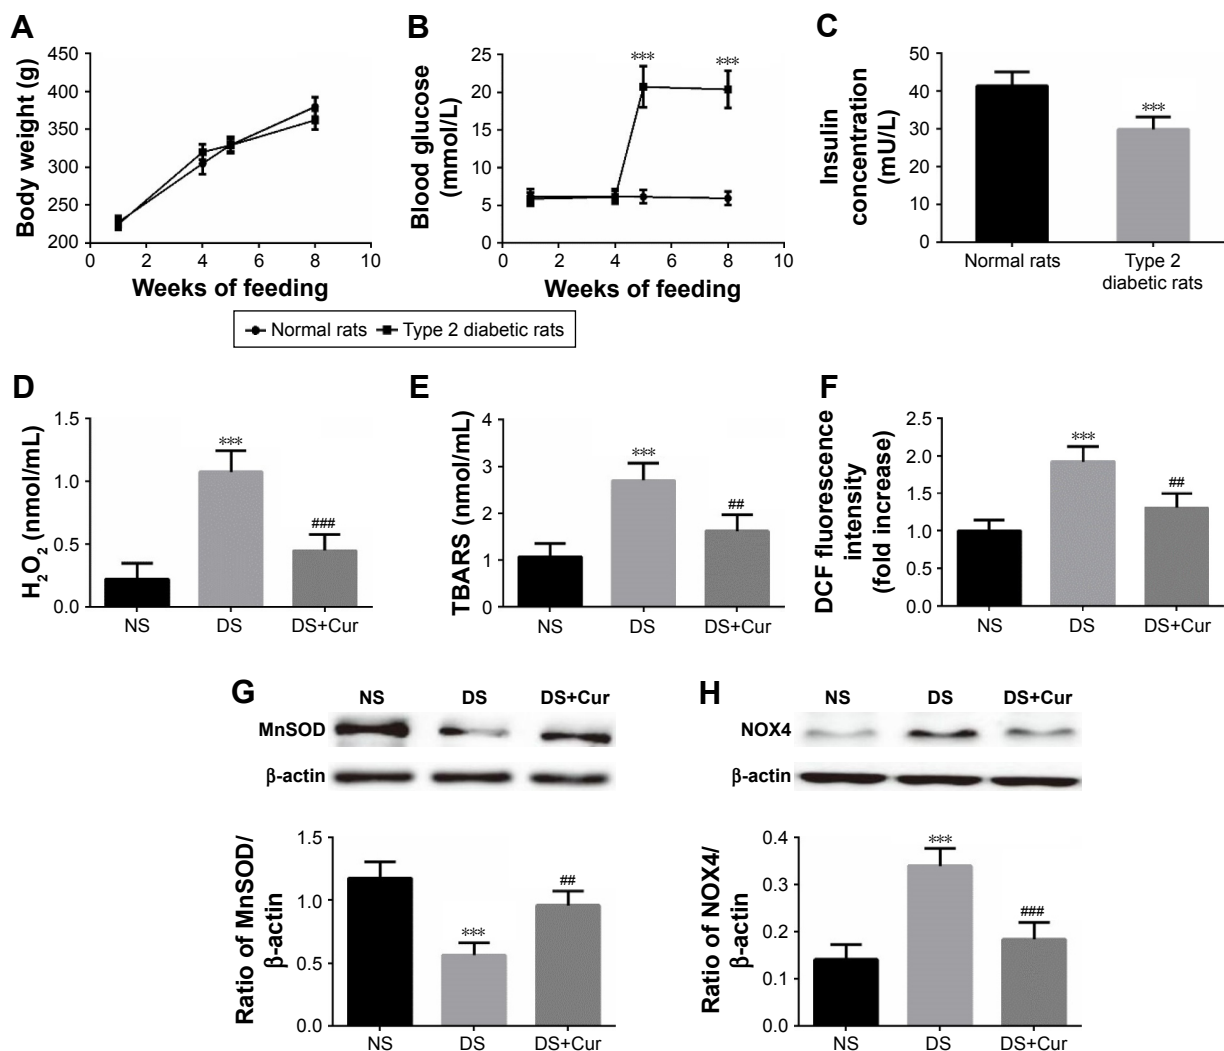 A
Body weight (g)
450
400
350
300
250
200
0 2 4 6 8 10
Weeks of feeding
B
Blood glucose
(mmol/L)
25
20
15
10
5
0
*** ***
0 2 4 6 8 10
Weeks of feeding
C
Insulin
concentration
(mU/L)
50
40
30
20
10
0
***
Normal rats
Type 2
diabetic rats
Normal rats Type 2 diabetic rats
D
H₂O₂ (nmol/mL)
1.5
1.0
0.5
0.0
***
###
NS DS DS+Cur
E
TBARS (nmol/mL)
4
3
2
1
0
***
##
NS DS DS+Cur
F
DCF fluorescence
intensity
(fold increase)
2.5
2.0
1.5
1.0
0.5
0.0
***
##
NS DS DS+Cur
G
NS DS DS+Cur
MnSOD
β-actin
Ratio of MnSOD/
β-actin
1.5
1.0
0.5
0.0
***
##
NS DS DS+Cur
H
NS DS DS+Cur
NOX4
β-actin
Ratio of NOX4/
β-actin
0.4
0.3
0.2
0.1
0.0
***
###
NS DS DS+Cur